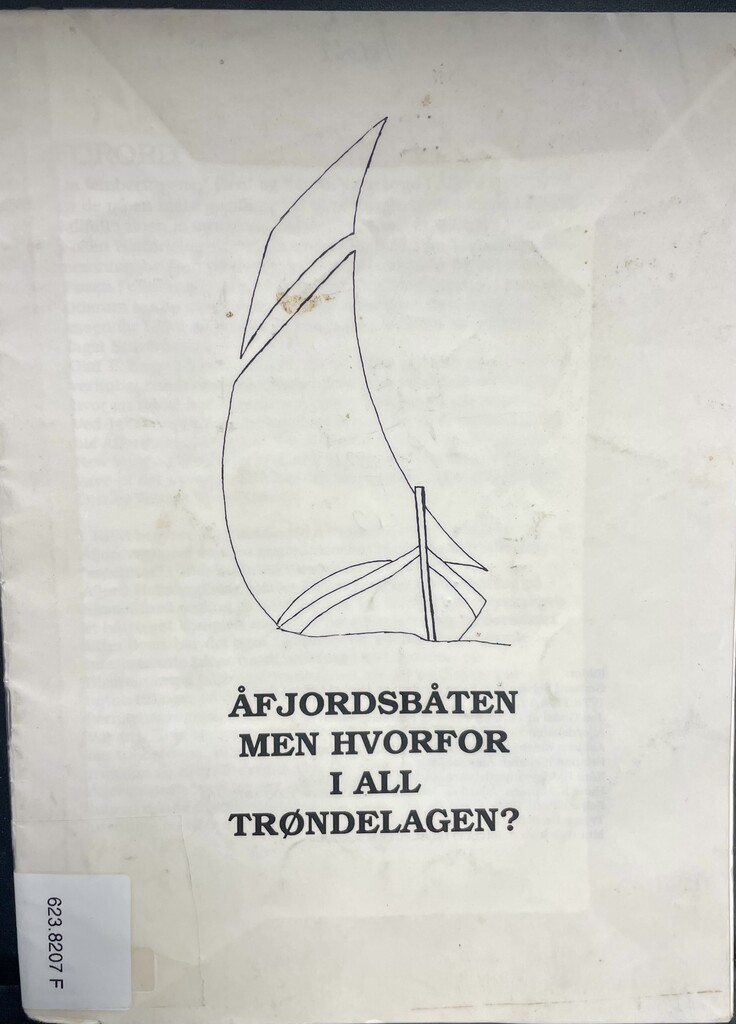 ÅFJORDSBÅTEN
MEN HVORFOR
I ALL
TRØNDELAGEN?
623.8207 F